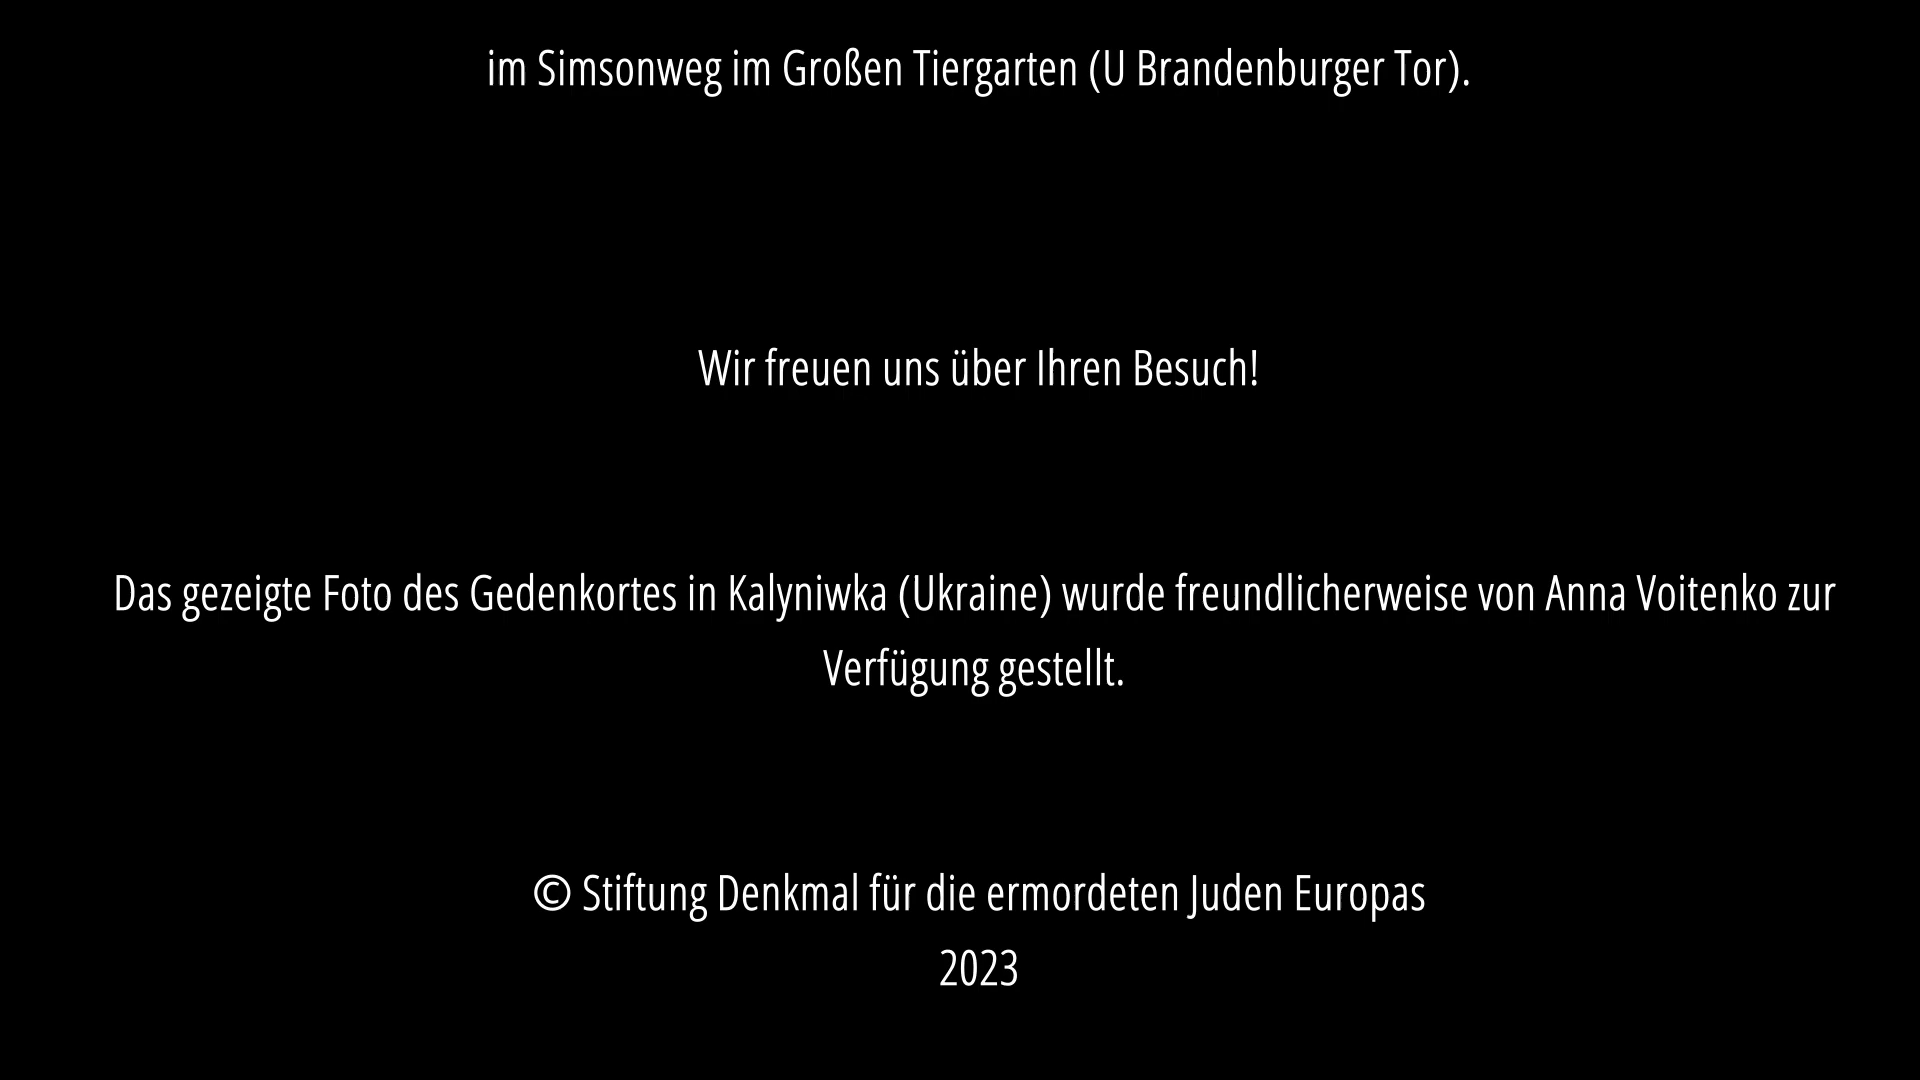 im Simsonweg im Großen Tiergarten (U Brandenburger Tor).
Wir freuen uns über Ihren Besuch!
Das gezeigte Foto des Gedenkortes in Kalyniwka (Ukraine) wurde freundlicherweise von Anna Voitenko zur
Verfügung gestellt.
© Stiftung Denkmal für die ermordeten Juden Europas
2023